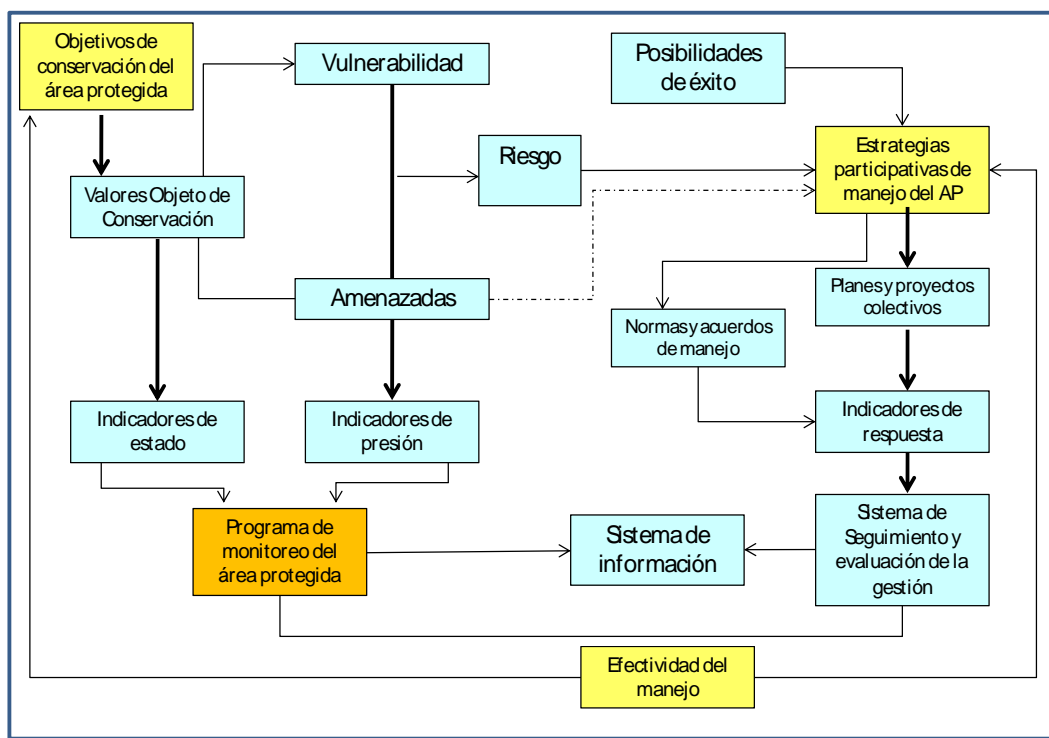 Objetivos de
conservación del
área protegida
Vulnerabilidad
Posibilidades
de éxito
Riesgo
Estrategias
participativas de
manejo del AP
Valores Objeto de
Conservación
Amenazadas
Planes y proyectos
colectivos
Normas y acuerdos
de manejo
Indicadores de
estado
Indicadores de
presión
Indicadores de
respuesta
Programa de
monitoreo del
área protegida
Sistema de
información
Sistema de
Seguimiento y
evaluación de la
gestión
Efectividad del
manejo